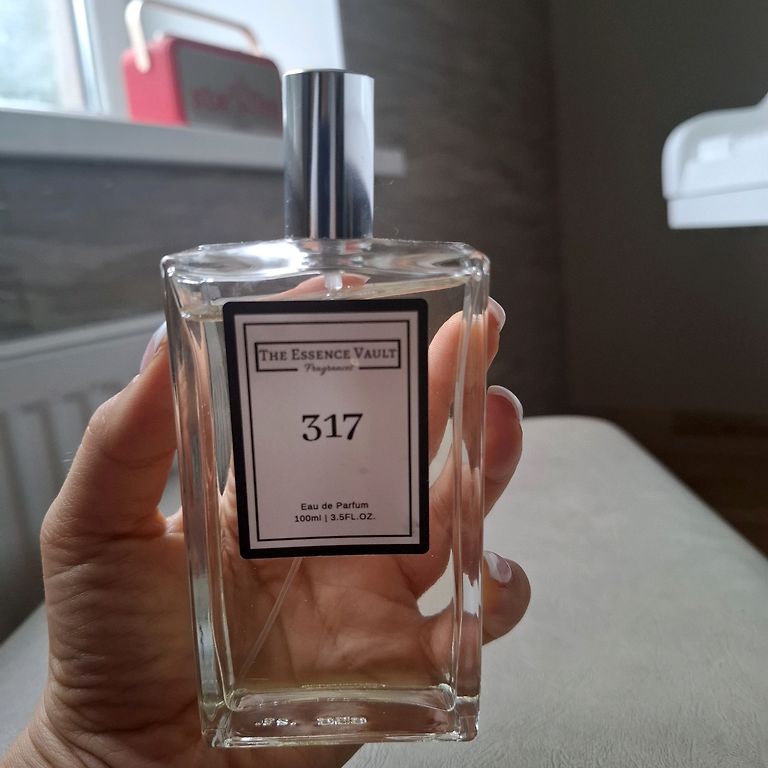 THE ESSENCE VAULT
Fragrances
317
Eau de Parfum
100ml | 3.5FL.OZ.